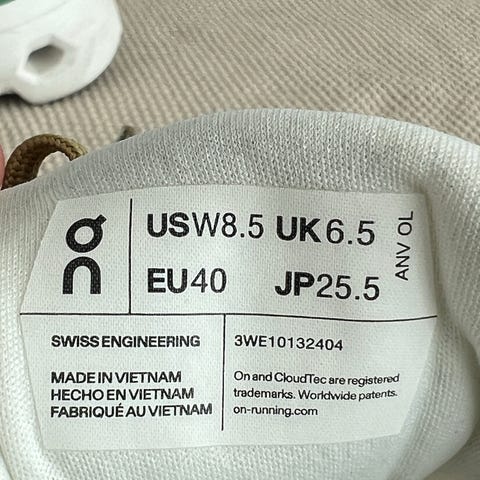 on
USW8.5 UK6.5
EU40 JP25.5
ANV OL
SWISS ENGINEERING
MADE IN VIETNAM
HECHO EN VIETNAM
FABRIQUÉ AU VIETNAM
3WE10132404
On and CloudTec are registered
trademarks. Worldwide patents.
on-running.com